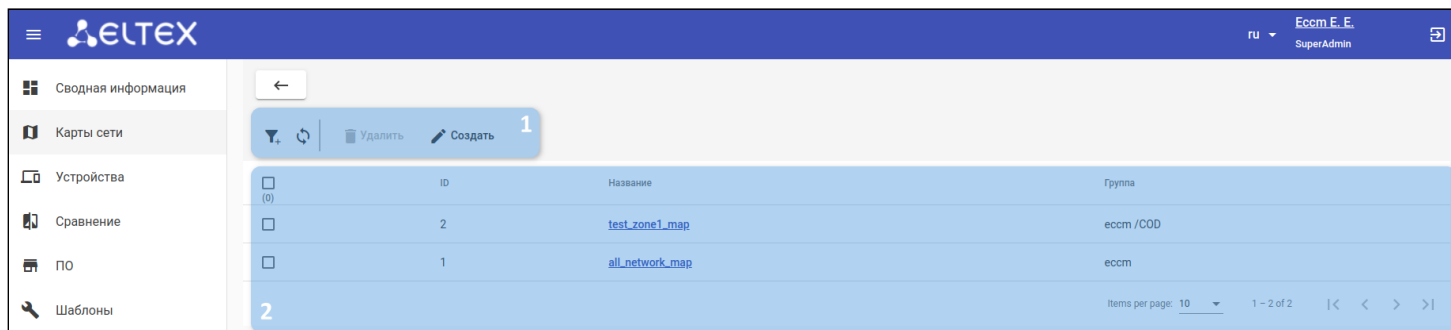 ELTEX
ru
Eccm E. E.
SuperAdmin
Сводная информация
Карты сети
Устройства
Сравнение
ПО
Шаблоны
Удалить
Создать
1
(0)
ID
Название
Группа
2
test_zone1_map
eccm /COD
1
all_network_map
eccm
2
Items per page: 10
1 – 2 of 2